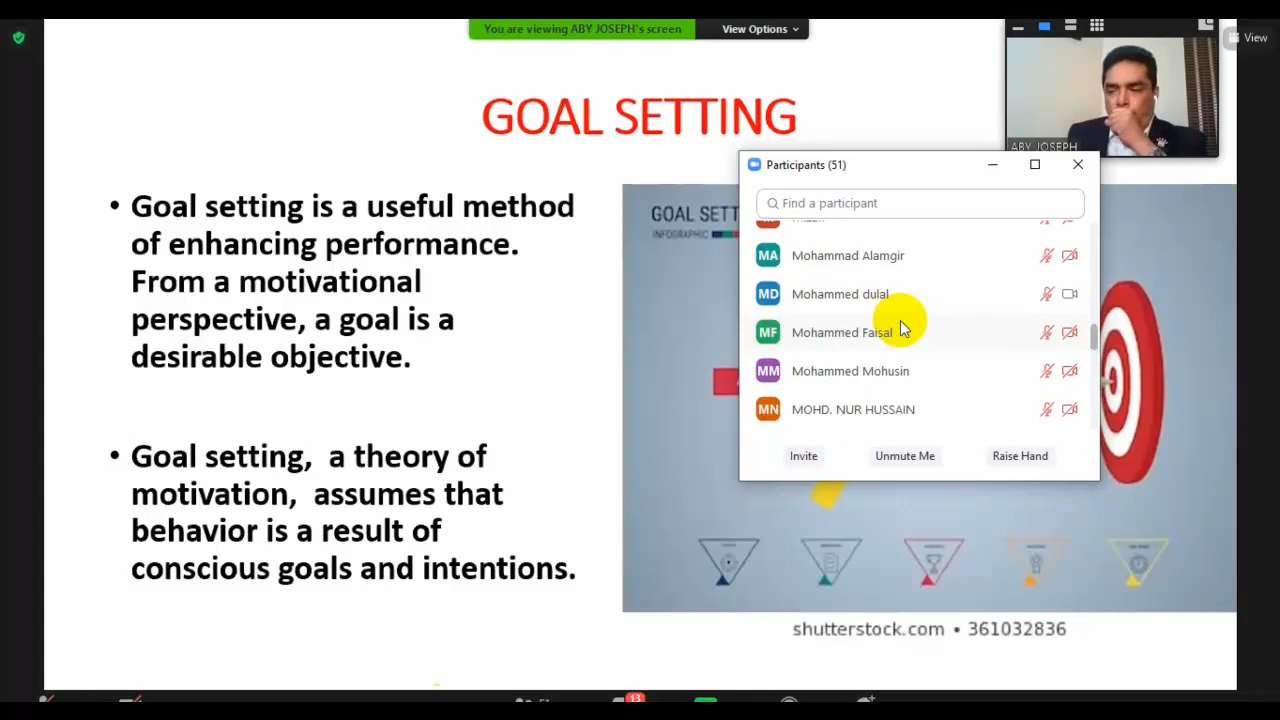 You are viewing ABY JOSEPH's screen
View Options
View
ABY JOSEPH
GOAL SETTING
• Goal setting is a useful method
of enhancing performance.
From a motivational
perspective, a goal is a
desirable objective.
• Goal setting, a theory of
motivation, assumes that
behavior is a result of
conscious goals and intentions.
GOAL SETT
INFOGRAPHIC
Participants (51)
Find a participant
MA Mohammad Alamgir
MD Mohammed dulal
MF Mohammed Faisal
MM Mohammed Mohusin
MN MOHD. NUR HUSSAIN
Invite
Unmute Me
Raise Hand
shutterstock.com • 361032836
13